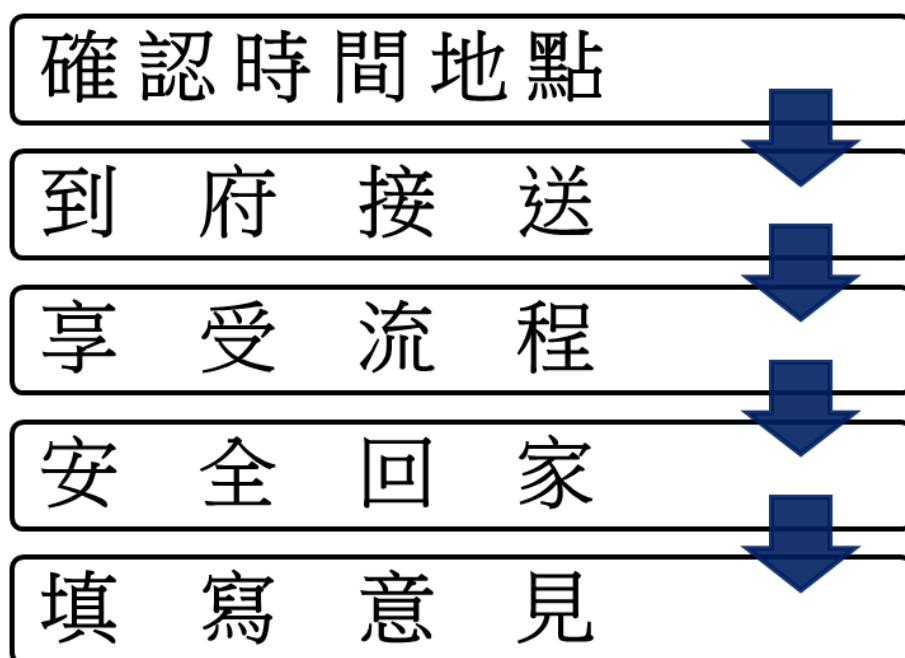 確認時間地點
到府接送
享受流程
安全回家
填寫意見